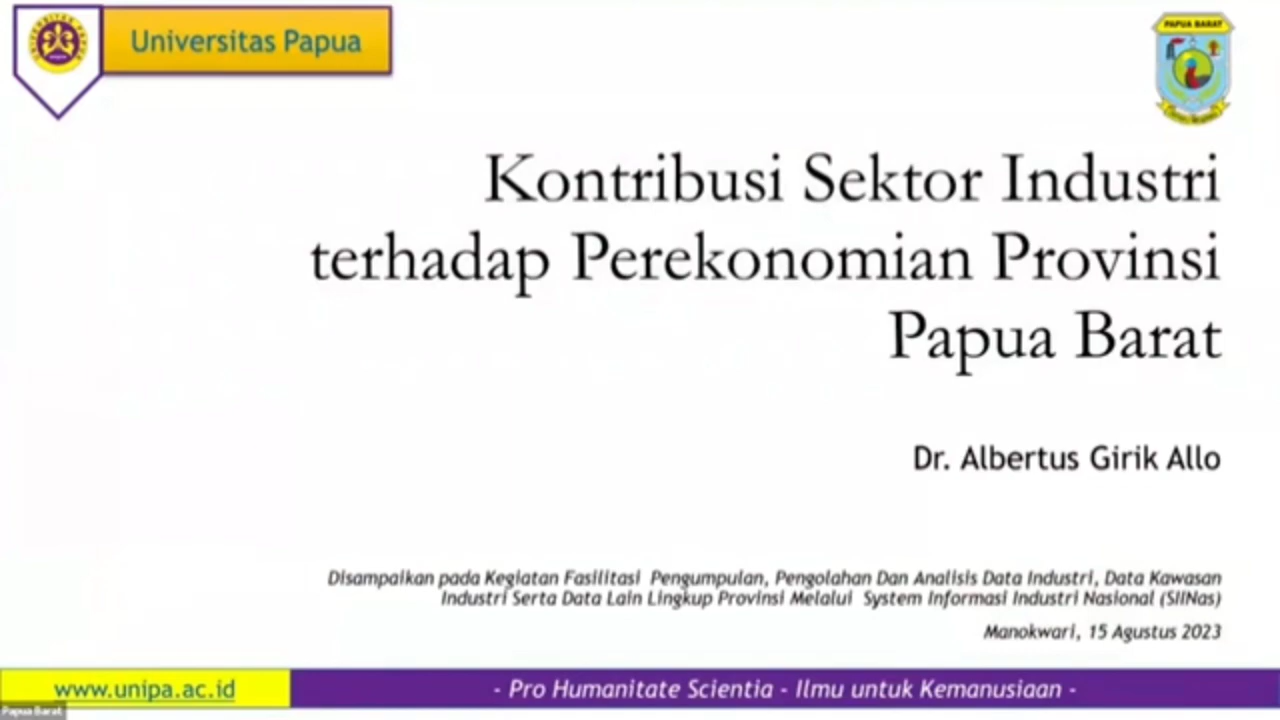 Universitas Papua
PAPUA BARAT
Kontribusi Sektor Industri
terhadap Perekonomian Provinsi
Papua Barat
Dr. Albertus Girik Allo
Disampaikan pada Kegiatan Fasilitasi Pengumpulan, Pengolahan Dan Analisis Data Industri, Data Kawasan
Industri Serta Data Lain Lingkup Provinsi Melalui System Informasi Industri Nasional (SIINas)
Manokwari, 15 Agustus 2023
www.unipa.ac.id
- Pro Humanitate Scientia - Ilmu untuk Kemanusiaan -
Papua Barat